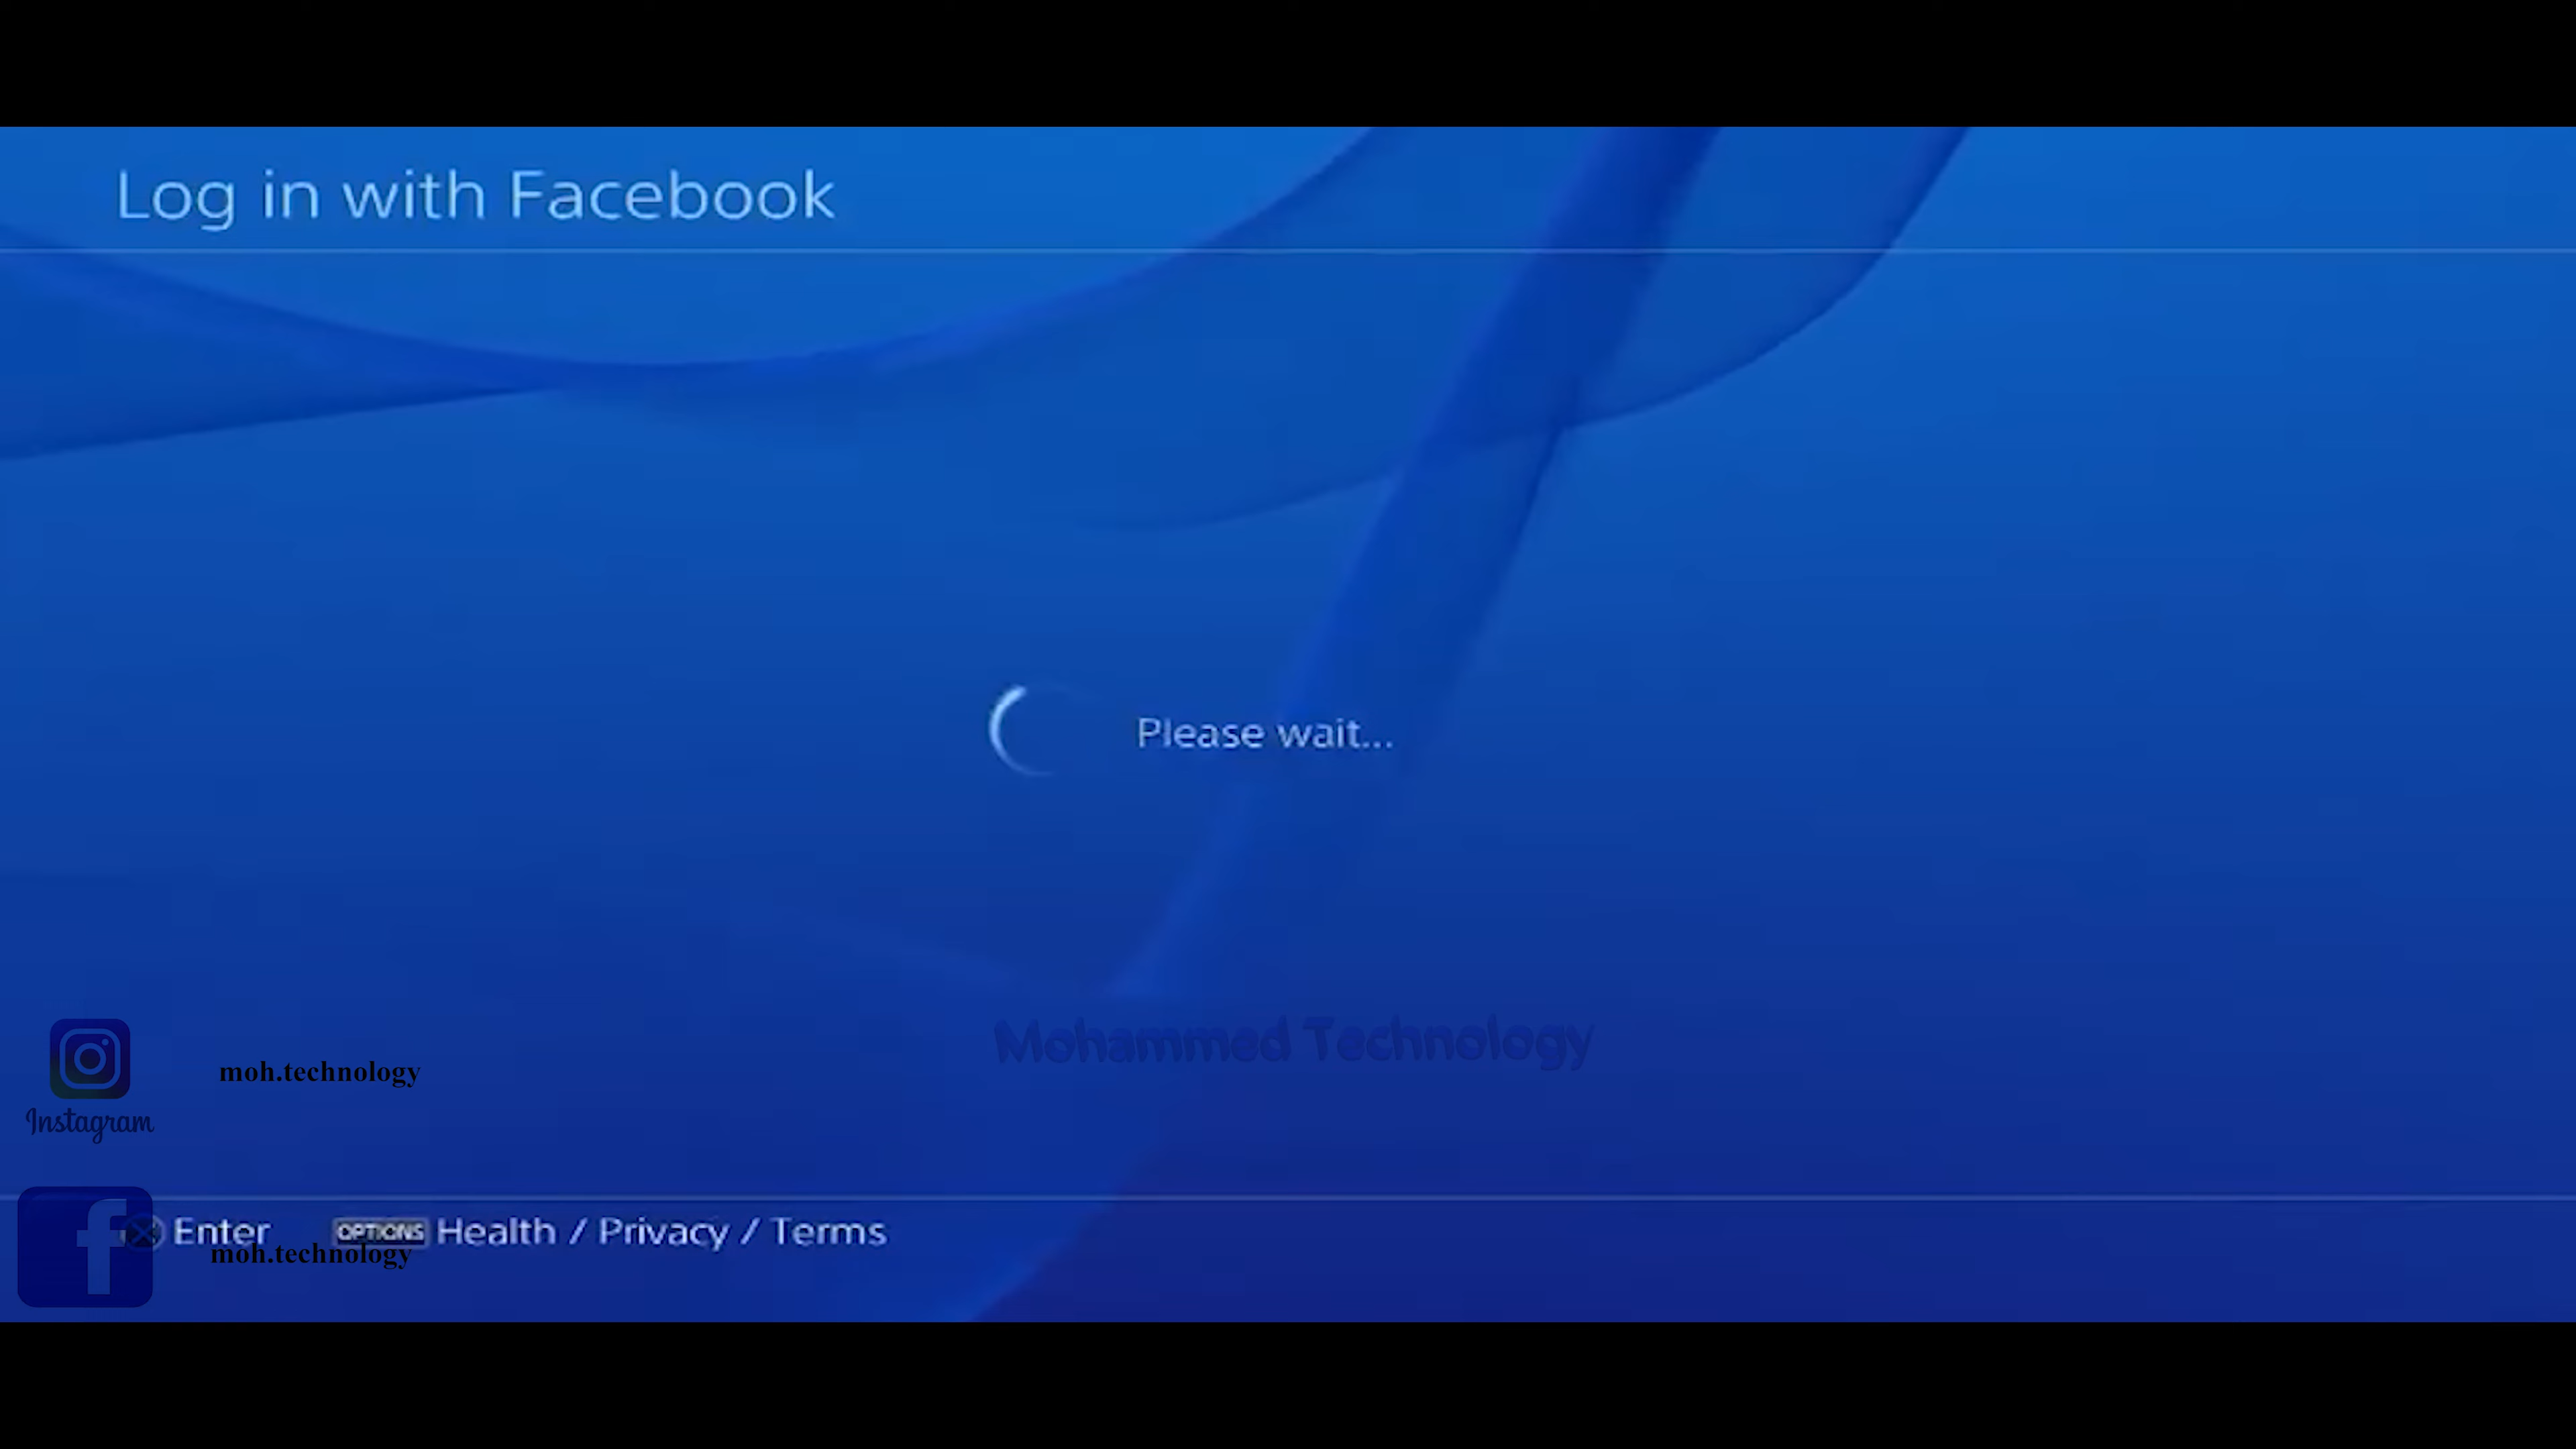 Log in with Facebook
Please wait...
Mohammed Technology
moh.technology
Instagram
Enter OPTIONS Health / Privacy / Terms
moh.technology